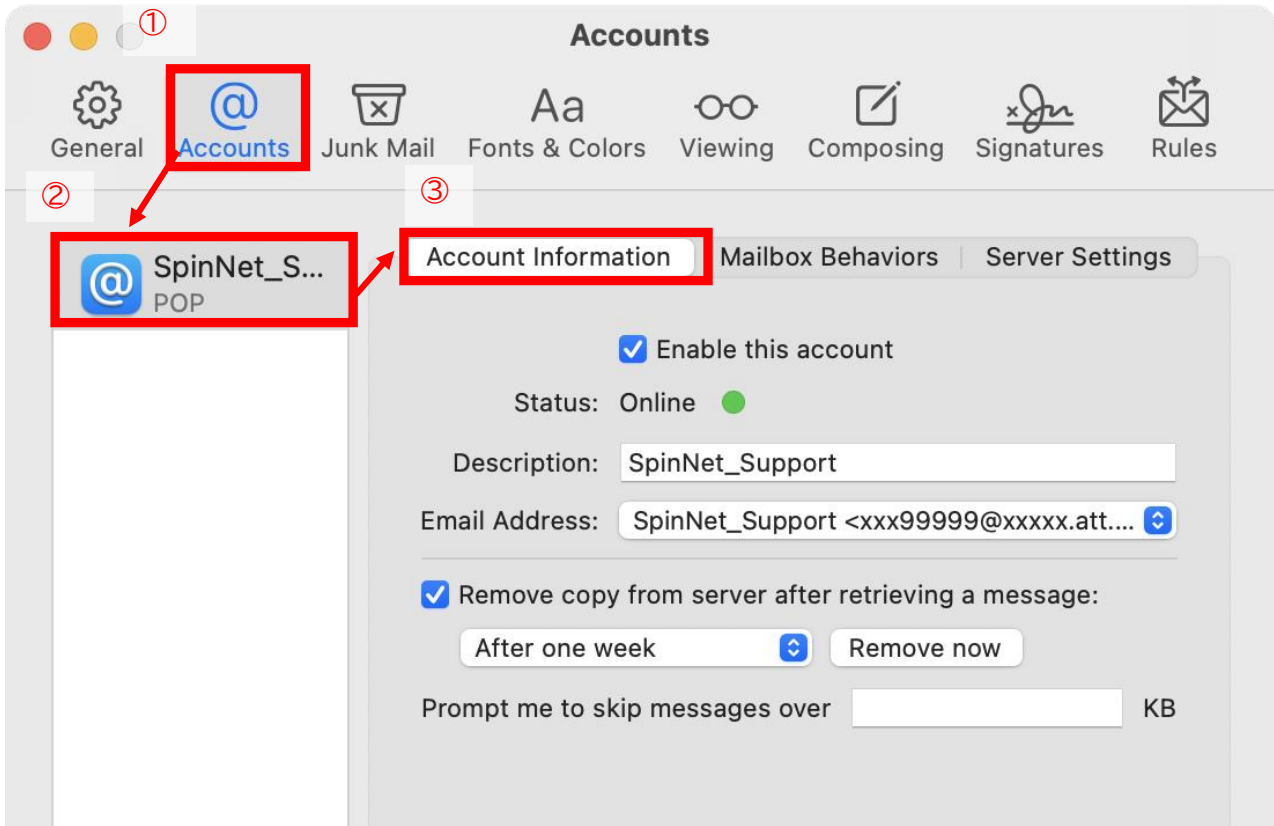 ①
Accounts
General
Accounts
Junk Mail
Fonts & Colors
Viewing
Composing
Signatures
Rules
②
③
SpinNet_S...
POP
Account Information
Mailbox Behaviors
Server Settings
Enable this account
Status: Online
Description: SpinNet_Support
Email Address: SpinNet_Support <xxx99999@xxxxx.att....
Remove copy from server after retrieving a message:
After one week
Remove now
Prompt me to skip messages over KB